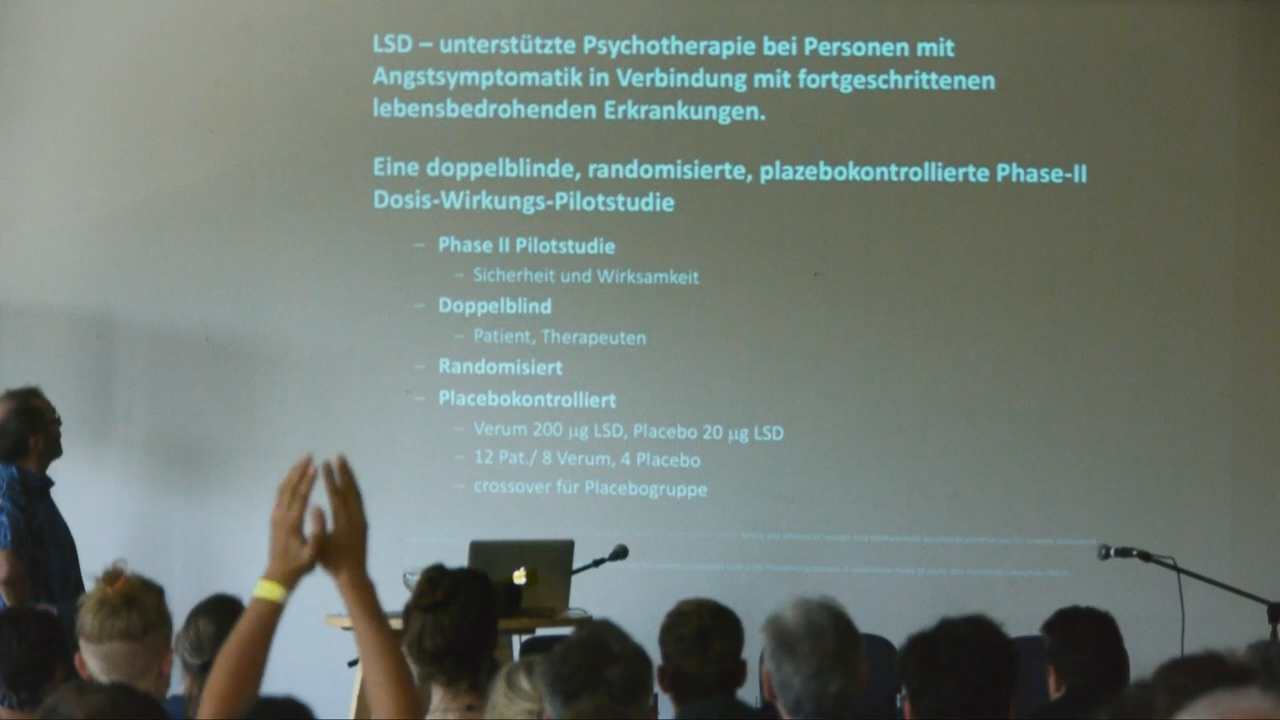 LSD – unterstützte Psychotherapie bei Personen mit
Angstsymptomatik in Verbindung mit fortgeschrittenen
lebensbedrohenden Erkrankungen.
Eine doppelblinde, randomisierte, plazebokontrollierte Phase-II
Dosis-Wirkungs-Pilotstudie
– Phase II Pilotstudie
– Sicherheit und Wirksamkeit
– Doppelblind
– Patient, Therapeuten
– Randomisiert
– Placebokontrolliert
– Verum 200 µg LSD, Placebo 20 µg LSD
– 12 Pat./ 8 Verum, 4 Placebo
– crossover für Placebogruppe